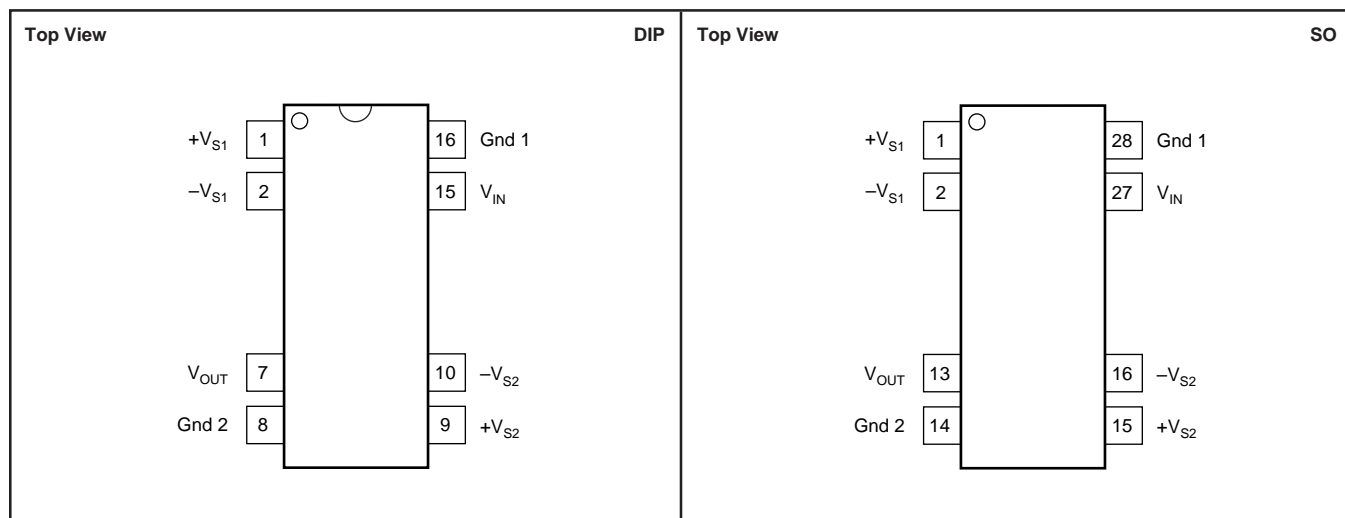 Top View DIP
+VS1 1 16 Gnd 1
–VS1 2 15 VIN
VOUT 7 10 –VS2
Gnd 2 8 9 +VS2
Top View SO
+VS1 1 28 Gnd 1
–VS1 2 27 VIN
VOUT 13 16 –VS2
Gnd 2 14 15 +VS2